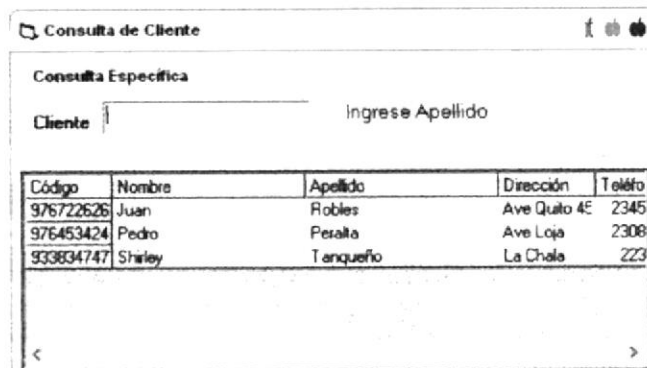 Consulta de Cliente
Consulta Específica
Cliente Ingrese Apellido
Código Nombre Apellido Dirección Teléfo
976722626 Juan Robles Ave Quito 45 2345
976453424 Pedro Peralta Ave Loja 2308
933834747 Shirley Tanqueño La Chala 223